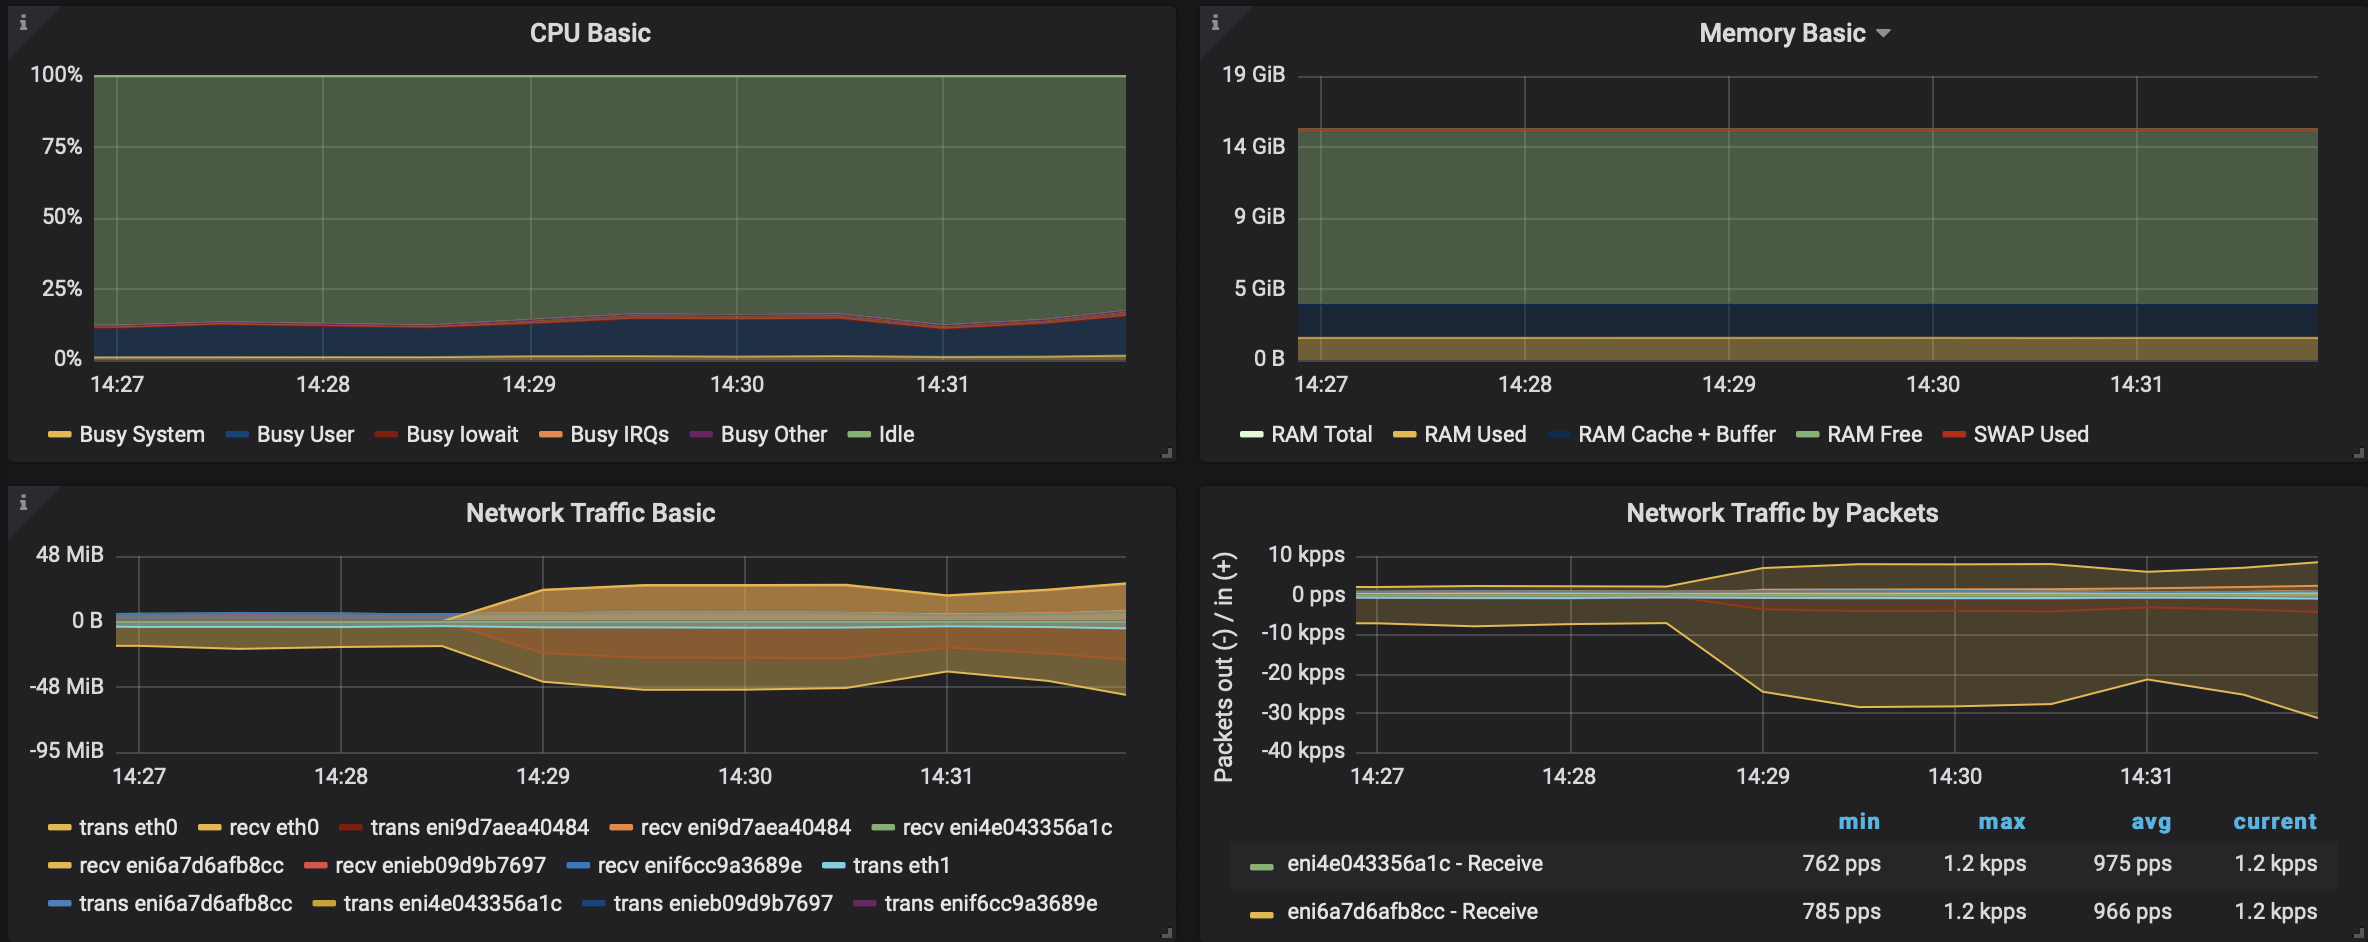 CPU Basic
100%
75%
50%
25%
0%
14:27 14:28 14:29 14:30 14:31
Busy System Busy User Busy Iowait Busy IRQs Busy Other Idle
Memory Basic
19 GiB
14 GiB
9 GiB
5 GiB
0 B
14:27 14:28 14:29 14:30 14:31
RAM Total RAM Used RAM Cache + Buffer RAM Free SWAP Used
Network Traffic Basic
48 MiB
0 B
-48 MiB
-95 MiB
14:27 14:28 14:29 14:30 14:31
trans eth0 recv eth0 trans eni9d7aea40484 recv eni9d7aea40484 recv eni4e043356a1c
recv eni6a7d6afb8cc recv enieb09d9b7697 recv enif6cc9a3689e trans eth1
trans eni6a7d6afb8cc trans eni4e043356a1c trans enieb09d9b7697 trans enif6cc9a3689e
Network Traffic by Packets
Packets out (-) / in (+)
10 kpps
0 pps
-10 kpps
-20 kpps
-30 kpps
-40 kpps
14:27 14:28 14:29 14:30 14:31
min max avg current
eni4e043356a1c - Receive 762 pps 1.2 kpps 975 pps 1.2 kpps
eni6a7d6afb8cc - Receive 785 pps 1.2 kpps 966 pps 1.2 kpps